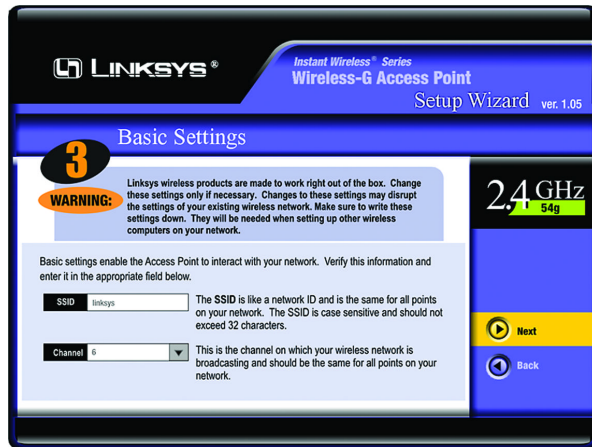 LINKSYS®
Instant Wireless® Series
Wireless-G Access Point
Setup Wizard ver. 1.05
3
Basic Settings
WARNING:
Linksys wireless products are made to work right out of the box. Change
these settings only if necessary. Changes to these settings may disrupt
the settings of your existing wireless network. Make sure to write these
settings down. They will be needed when setting up other wireless
computers on your network.
2.4 GHz
54g
Basic settings enable the Access Point to interact with your network. Verify this information and
enter it in the appropriate field below.
SSID linksys
The SSID is like a network ID and is the same for all points
on your network. The SSID is case sensitive and should not
exceed 32 characters.
Channel 6
This is the channel on which your wireless network is
broadcasting and should be the same for all points on your
network.
Next
Back